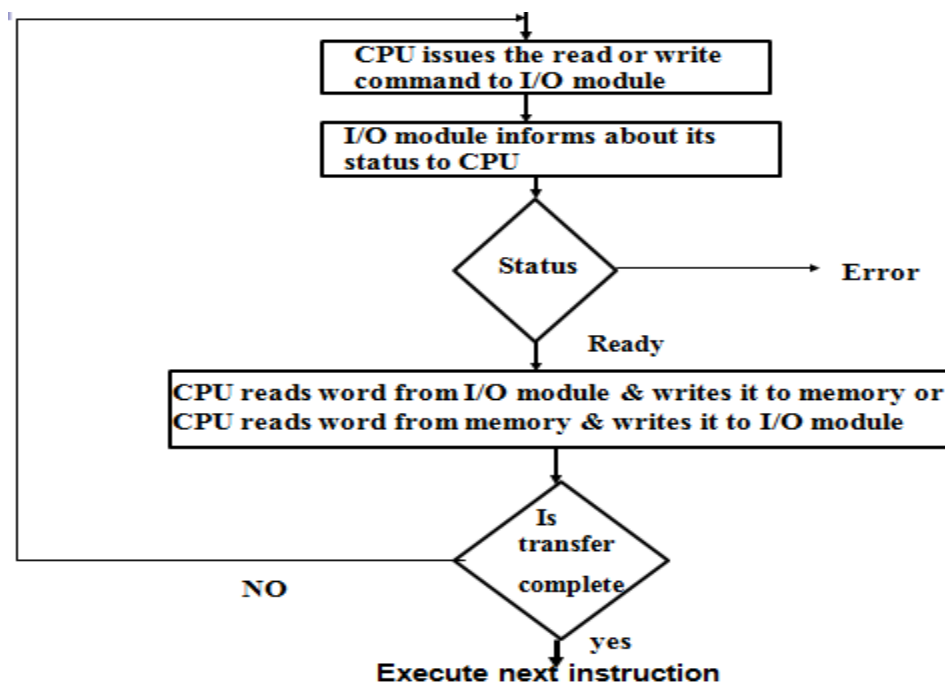 CPU issues the read or write
command to I/O module
I/O module informs about its
status to CPU
Status
Error
Ready
CPU reads word from I/O module & writes it to memory or
CPU reads word from memory & writes it to I/O module
Is
transfer
complete
NO
yes
Execute next instruction